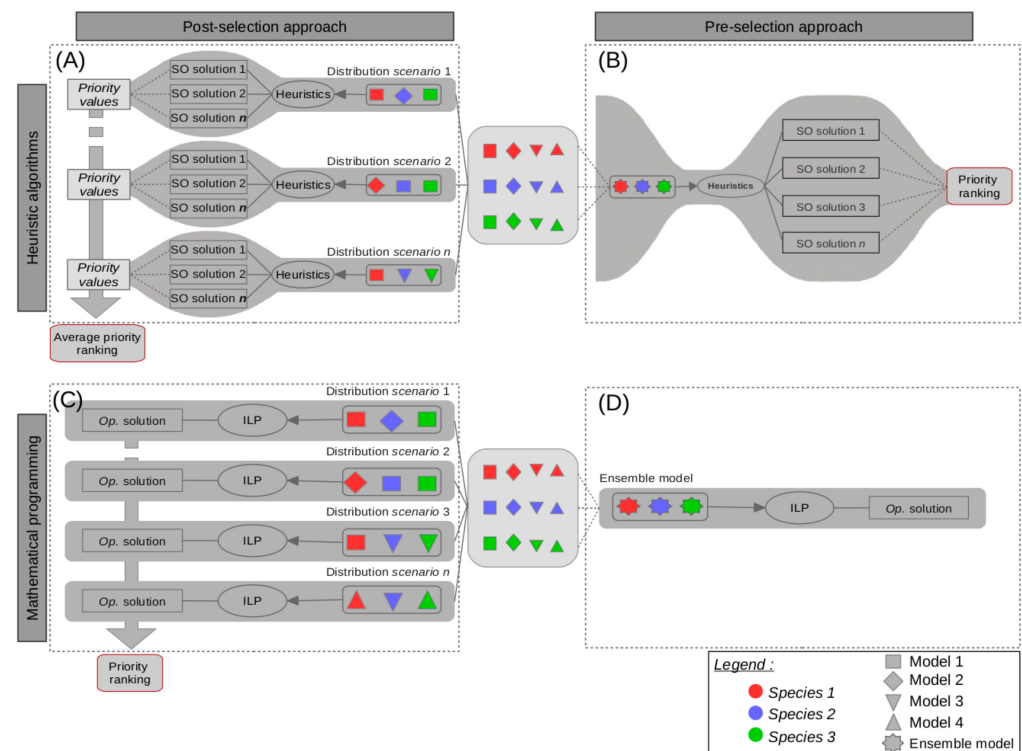 Post-selection approach
Pre-selection approach
Heuristic algorithms
(A)
Distribution scenario 1
Priority
values
SO solution 1
SO solution 2
SO solution n
Heuristics
Distribution scenario 2
Priority
values
SO solution 1
SO solution 2
SO solution n
Heuristics
Distribution scenario n
Priority
values
SO solution 1
SO solution 2
SO solution n
Heuristics
Average priority
ranking
(B)
Heuristics
SO solution 1
SO solution 2
SO solution 3
SO solution n
Priority
ranking
Mathematical programming
(C)
Distribution scenario 1
Op. solution
ILP
Distribution scenario 2
Op. solution
ILP
Distribution scenario 3
Op. solution
ILP
Distribution scenario n
Op. solution
ILP
Priority
ranking
(D)
Ensemble model
ILP
Op. solution
Legend :
Species 1
Species 2
Species 3
Model 1
Model 2
Model 3
Model 4
Ensemble model